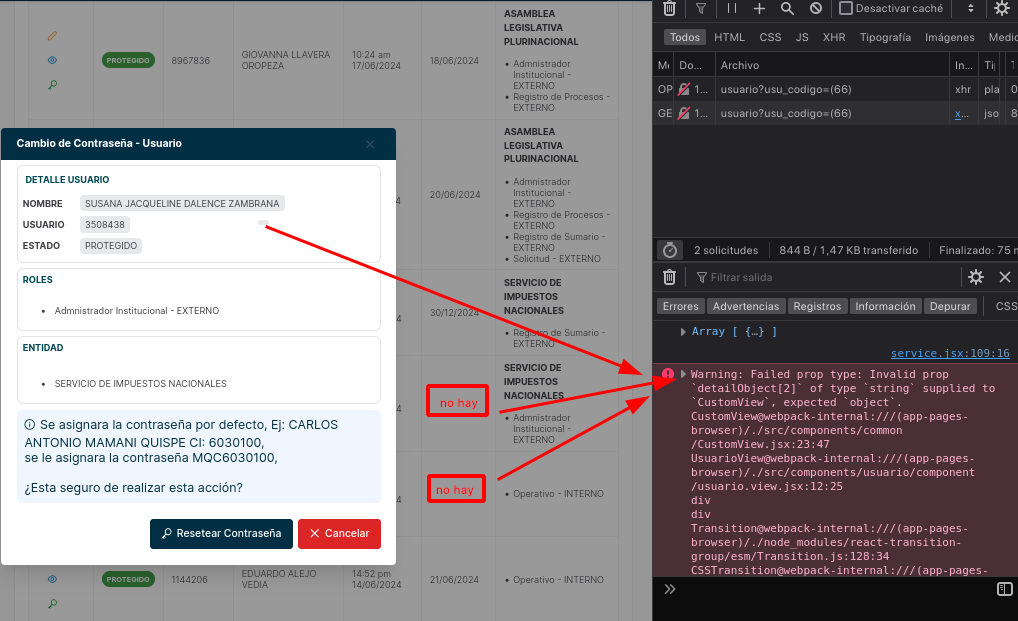 ASAMBLEA
LEGISLATIVA
PLURINACIONAL
PROTEGIDO
8967836
GIOVANNA LLAVERA
OROPEZA
10:24 am
17/06/2024
18/06/2024
Admnistrador
Institucional -
EXTERNO
Registro de Procesos -
EXTERNO
ASAMBLEA
LEGISLATIVA
PLURINACIONAL
20/06/2024
Admnistrador
Institucional -
EXTERNO
Registro de Procesos -
EXTERNO
Registro de Sumario -
EXTERNO
Solicitud - EXTERNO
SERVICIO DE
IMPUESTOS
NACIONALES
30/12/2024
Registro de Sumario -
EXTERNO
SERVICIO DE
IMPUESTOS
NACIONALES
no hay
Admnistrador
Institucional -
EXTERNO
no hay
Operativo - INTERNO
PROTEGIDO
1144206
EDUARDO ALEJO
VEDIA
14:52 pm
14/06/2024
21/06/2024
Operativo - INTERNO
Cambio de Contraseña - Usuario
DETALLE USUARIO
NOMBRE SUSANA JACQUELINE DALENCE ZAMBRANA
USUARIO 3508438
ESTADO PROTEGIDO
ROLES
Admnistrador Institucional - EXTERNO
ENTIDAD
SERVICIO DE IMPUESTOS NACIONALES
Se asignara la contraseña por defecto, Ej: CARLOS
ANTONIO MAMANI QUISPE CI: 6030100,
se le asignara la contraseña MQC6030100,
¿Esta seguro de realizar esta acción?
Resetear Contraseña
Cancelar
Desactivar caché
Todos HTML CSS JS XHR Tipografía Imágenes
Do... Archivo In...
OP 1... usuario?usu_codigo=(66) xhr pla
GE 1... usuario?usu_codigo=(66) x... jso
2 solicitudes 844 B / 1,47 KB transferido Finalizado: 75 m
Filtrar salida
Errores Advertencias Registros Información Depurar CSS
Array [ {…} ]
service.jsx:109:16
Warning: Failed prop type: Invalid prop
`detailObject[2]` of type `string` supplied to
`CustomView`, expected `object`.
CustomView@webpack-internal:///(app-pages-
browser)/./src/components/common
/CustomView.jsx:23:47
UsuarioView@webpack-internal:///(app-pages-
browser)/./src/components/usuario/component
/usuario.view.jsx:12:25
div
div
Transition@webpack-internal:///(app-pages-
browser)/./node_modules/react-transition-
group/esm/Transition.js:128:34
CSSTransition@webpack-internal:///(app-pages-